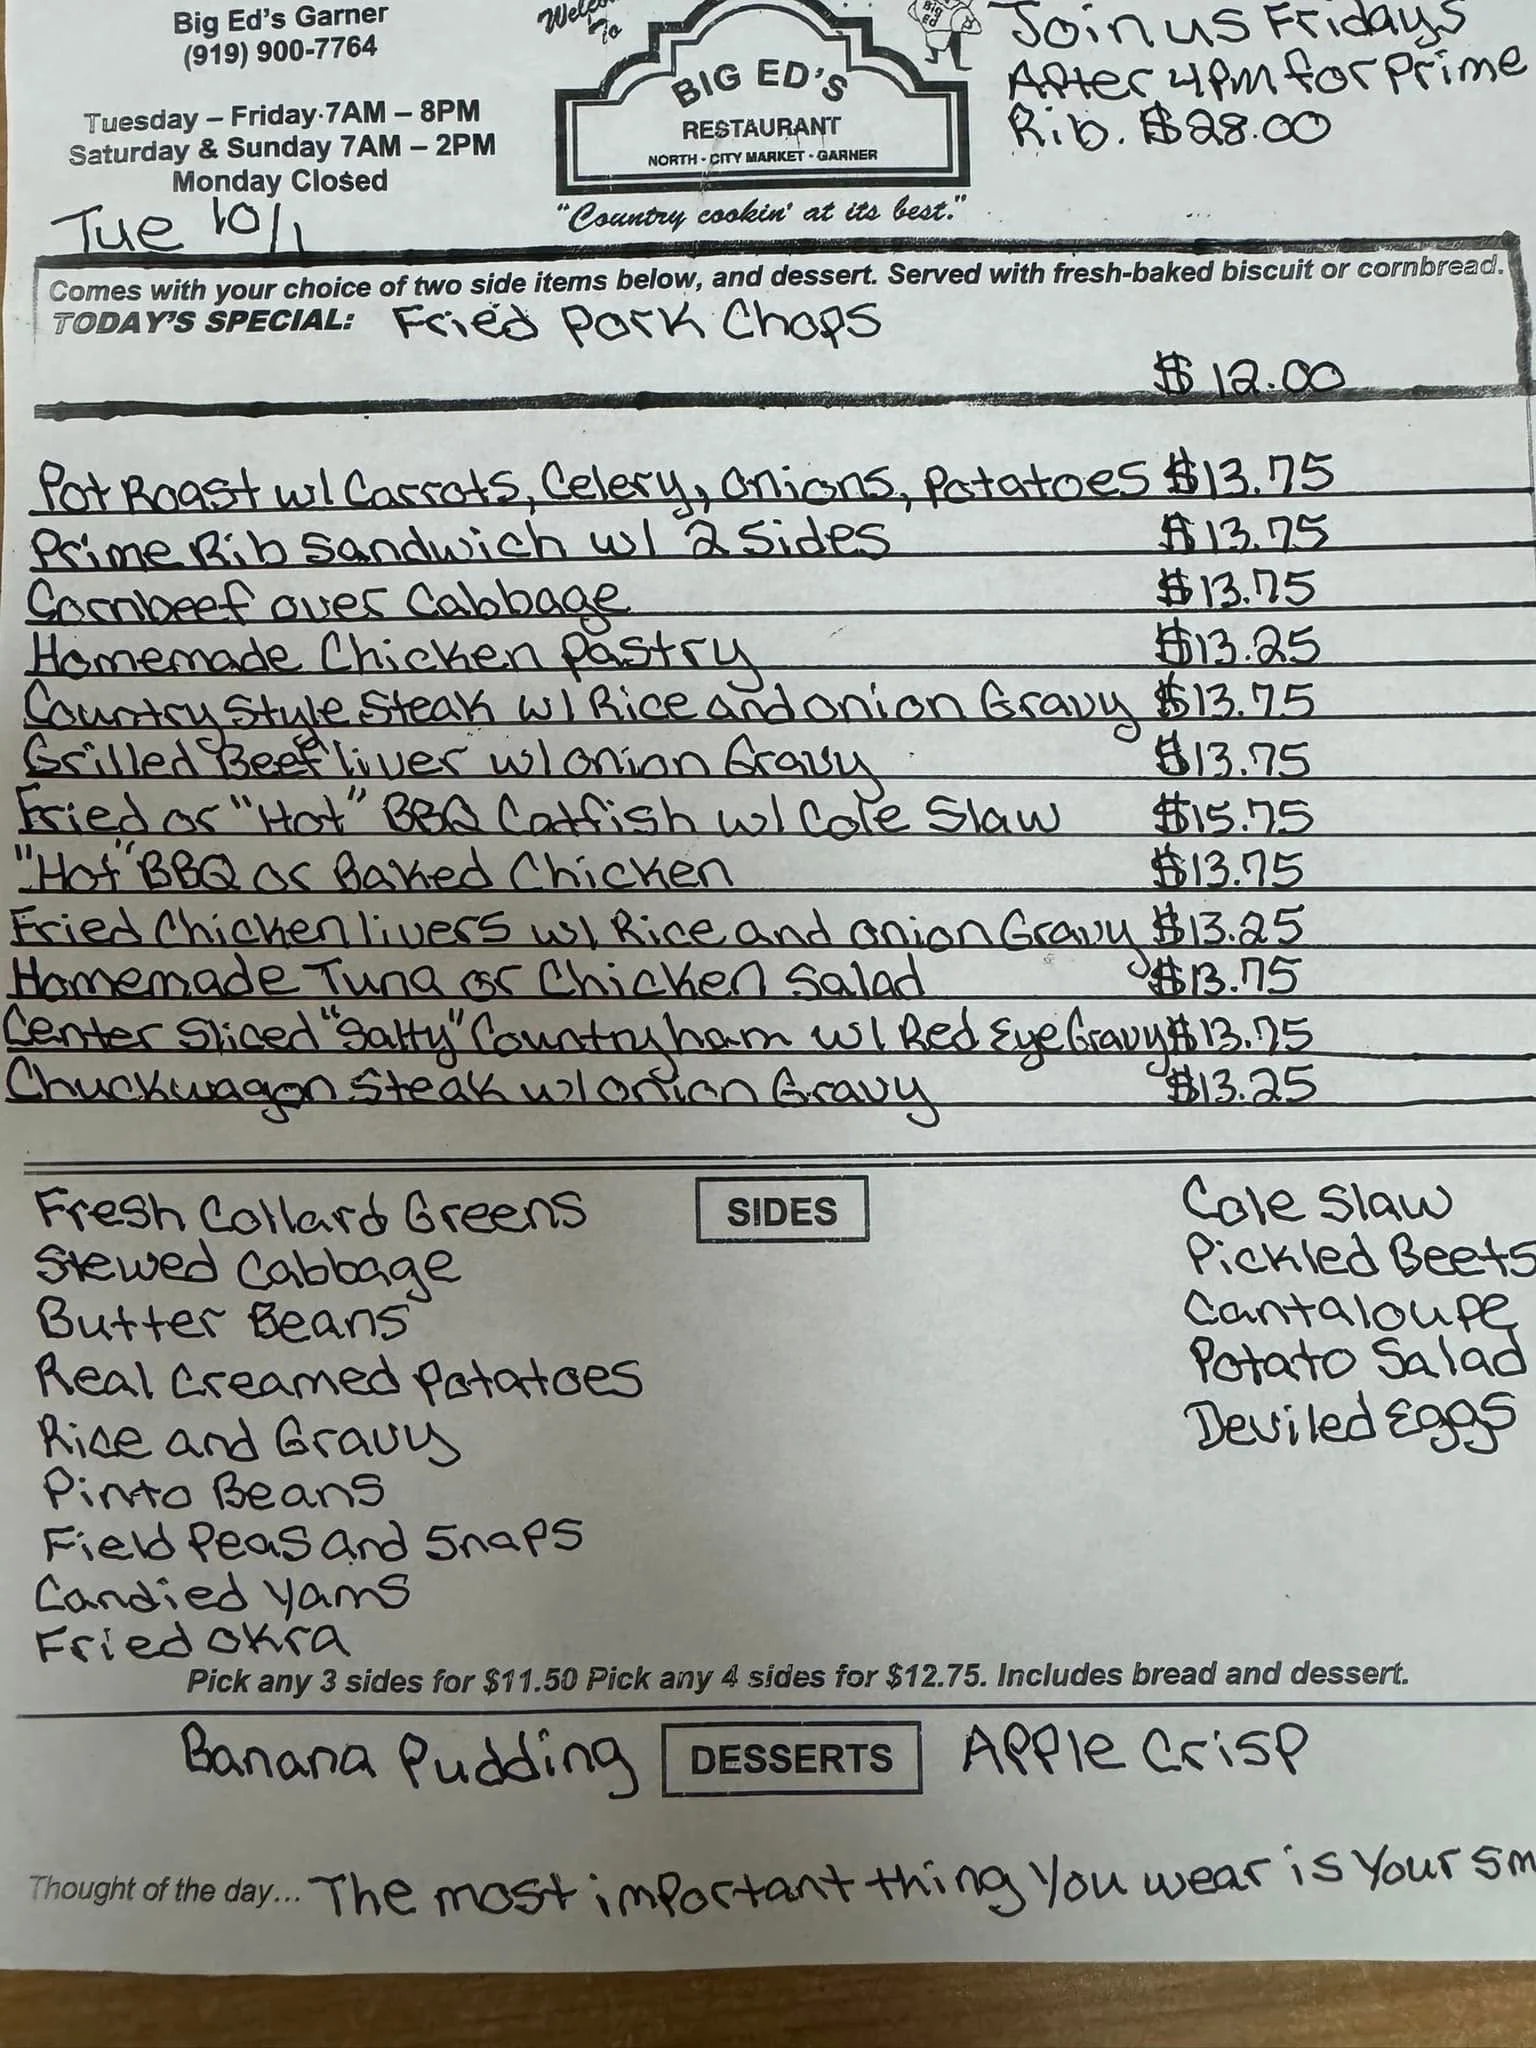 Big Ed's Garner
(919) 900-7764
Tuesday – Friday 7AM – 8PM
Saturday & Sunday 7AM – 2PM
Monday Closed
Tue 10/1
Welcome
To
Big
Ed
BIG ED'S
RESTAURANT
NORTH - CITY MARKET - GARNER
"Country cookin' at its best."
Join us Fridays
After 4PM for Prime
Rib. $28.00
Comes with your choice of two side items below, and dessert. Served with fresh-baked biscuit or cornbread.
TODAY'S SPECIAL: Fried Pork Chops
$12.00
Pot Roast w/ Carrots, Celery, Onions, Potatoes $13.75
Prime Rib Sandwich w/ 2 Sides $13.75
Cornbeef over Cabbage $13.75
Homemade Chicken Pastry $13.25
Country Style Steak w/ Rice and onion Gravy $13.75
Grilled Beef liver w/ onion Gravy $13.75
Fried or "Hot" BBQ Catfish w/ Cole Slaw $15.75
"Hot" BBQ or Baked Chicken $13.75
Fried Chicken livers w/ Rice and onion Gravy $13.25
Homemade Tuna or Chicken Salad $13.75
Center Sliced "Salty" Country ham w/ Red Eye Gravy $13.75
Chuckwagon Steak w/ onion Gravy $13.25
SIDES
Fresh Collard Greens
Stewed Cabbage
Butter Beans
Real Creamed Potatoes
Rice and Gravy
Pinto Beans
Field Peas and Snaps
Candied Yams
Fried Okra
Cole Slaw
Pickled Beets
Cantaloupe
Potato Salad
Deviled Eggs
Pick any 3 sides for $11.50 Pick any 4 sides for $12.75. Includes bread and dessert.
Banana Pudding DESSERTS Apple Crisp
Thought of the day... The most important thing You wear is Your sm